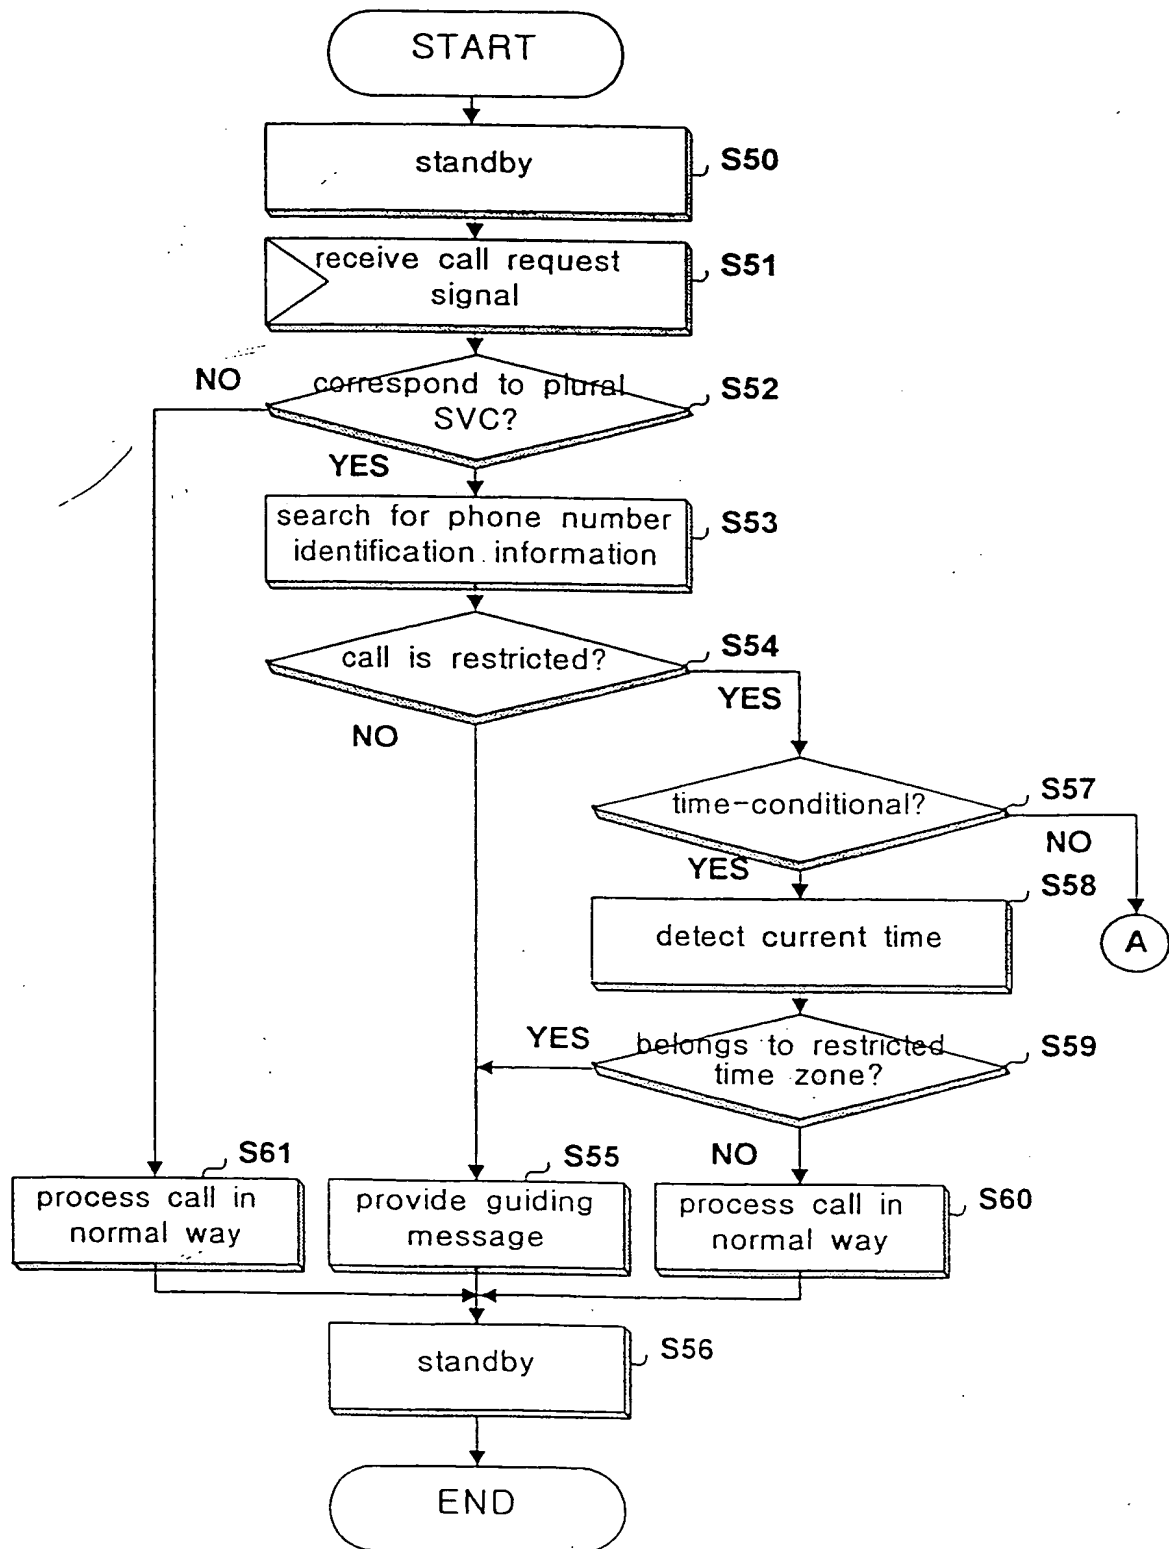 START
standby
S50
receive call request
signal
S51
correspond to plural
SVC?
S52
NO
YES
search for phone number
identification information
S53
call is restricted?
S54
YES
NO
time-conditional?
S57
NO
YES
S58
detect current time
A
YES
belongs to restricted
time zone?
S59
NO
S61
process call in
normal way
S55
provide guiding
message
process call in
normal way
S60
standby
S56
END